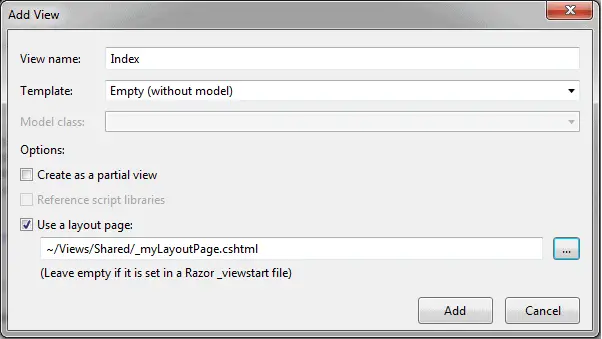 Add View
View name: Index
Template: Empty (without model)
Model class:
Options:
Create as a partial view
Reference script libraries
Use a layout page:
~/Views/Shared/_myLayoutPage.cshtml ...
(Leave empty if it is set in a Razor _viewstart file)
Add Cancel